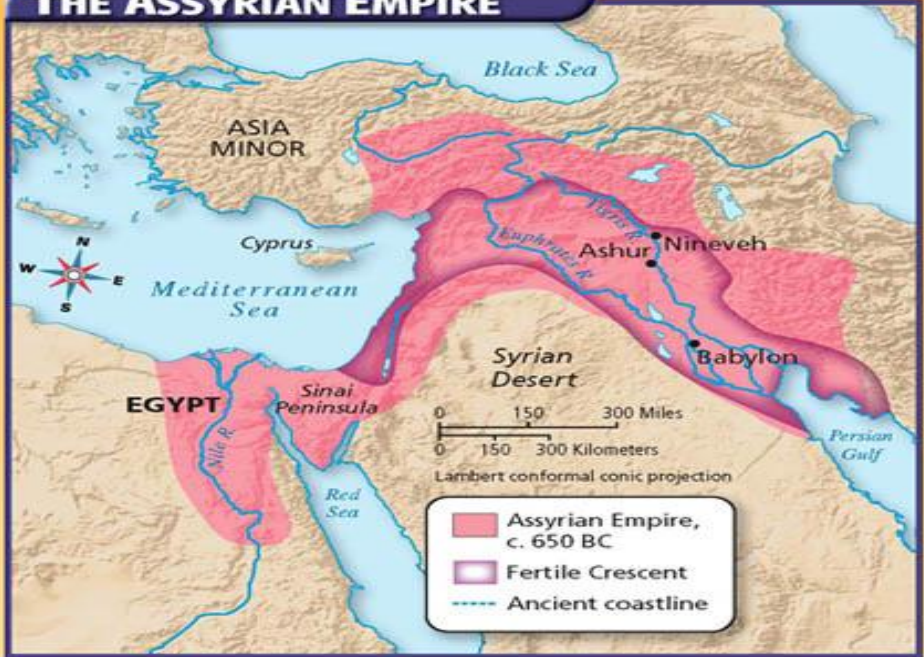 THE ASSYRIAN EMPIRE
Black Sea
ASIA
MINOR
Tigris R.
Euphrates R.
Ashur
Nineveh
Cyprus
N
W
E
S
Mediterranean
Sea
Babylon
Syrian
Desert
EGYPT
Sinai
Peninsula
Nile R.
0 150 300 Miles
0 150 300 Kilometers
Lambert conformal conic projection
Persian
Gulf
Red
Sea
Assyrian Empire,
c. 650 BC
Fertile Crescent
Ancient coastline